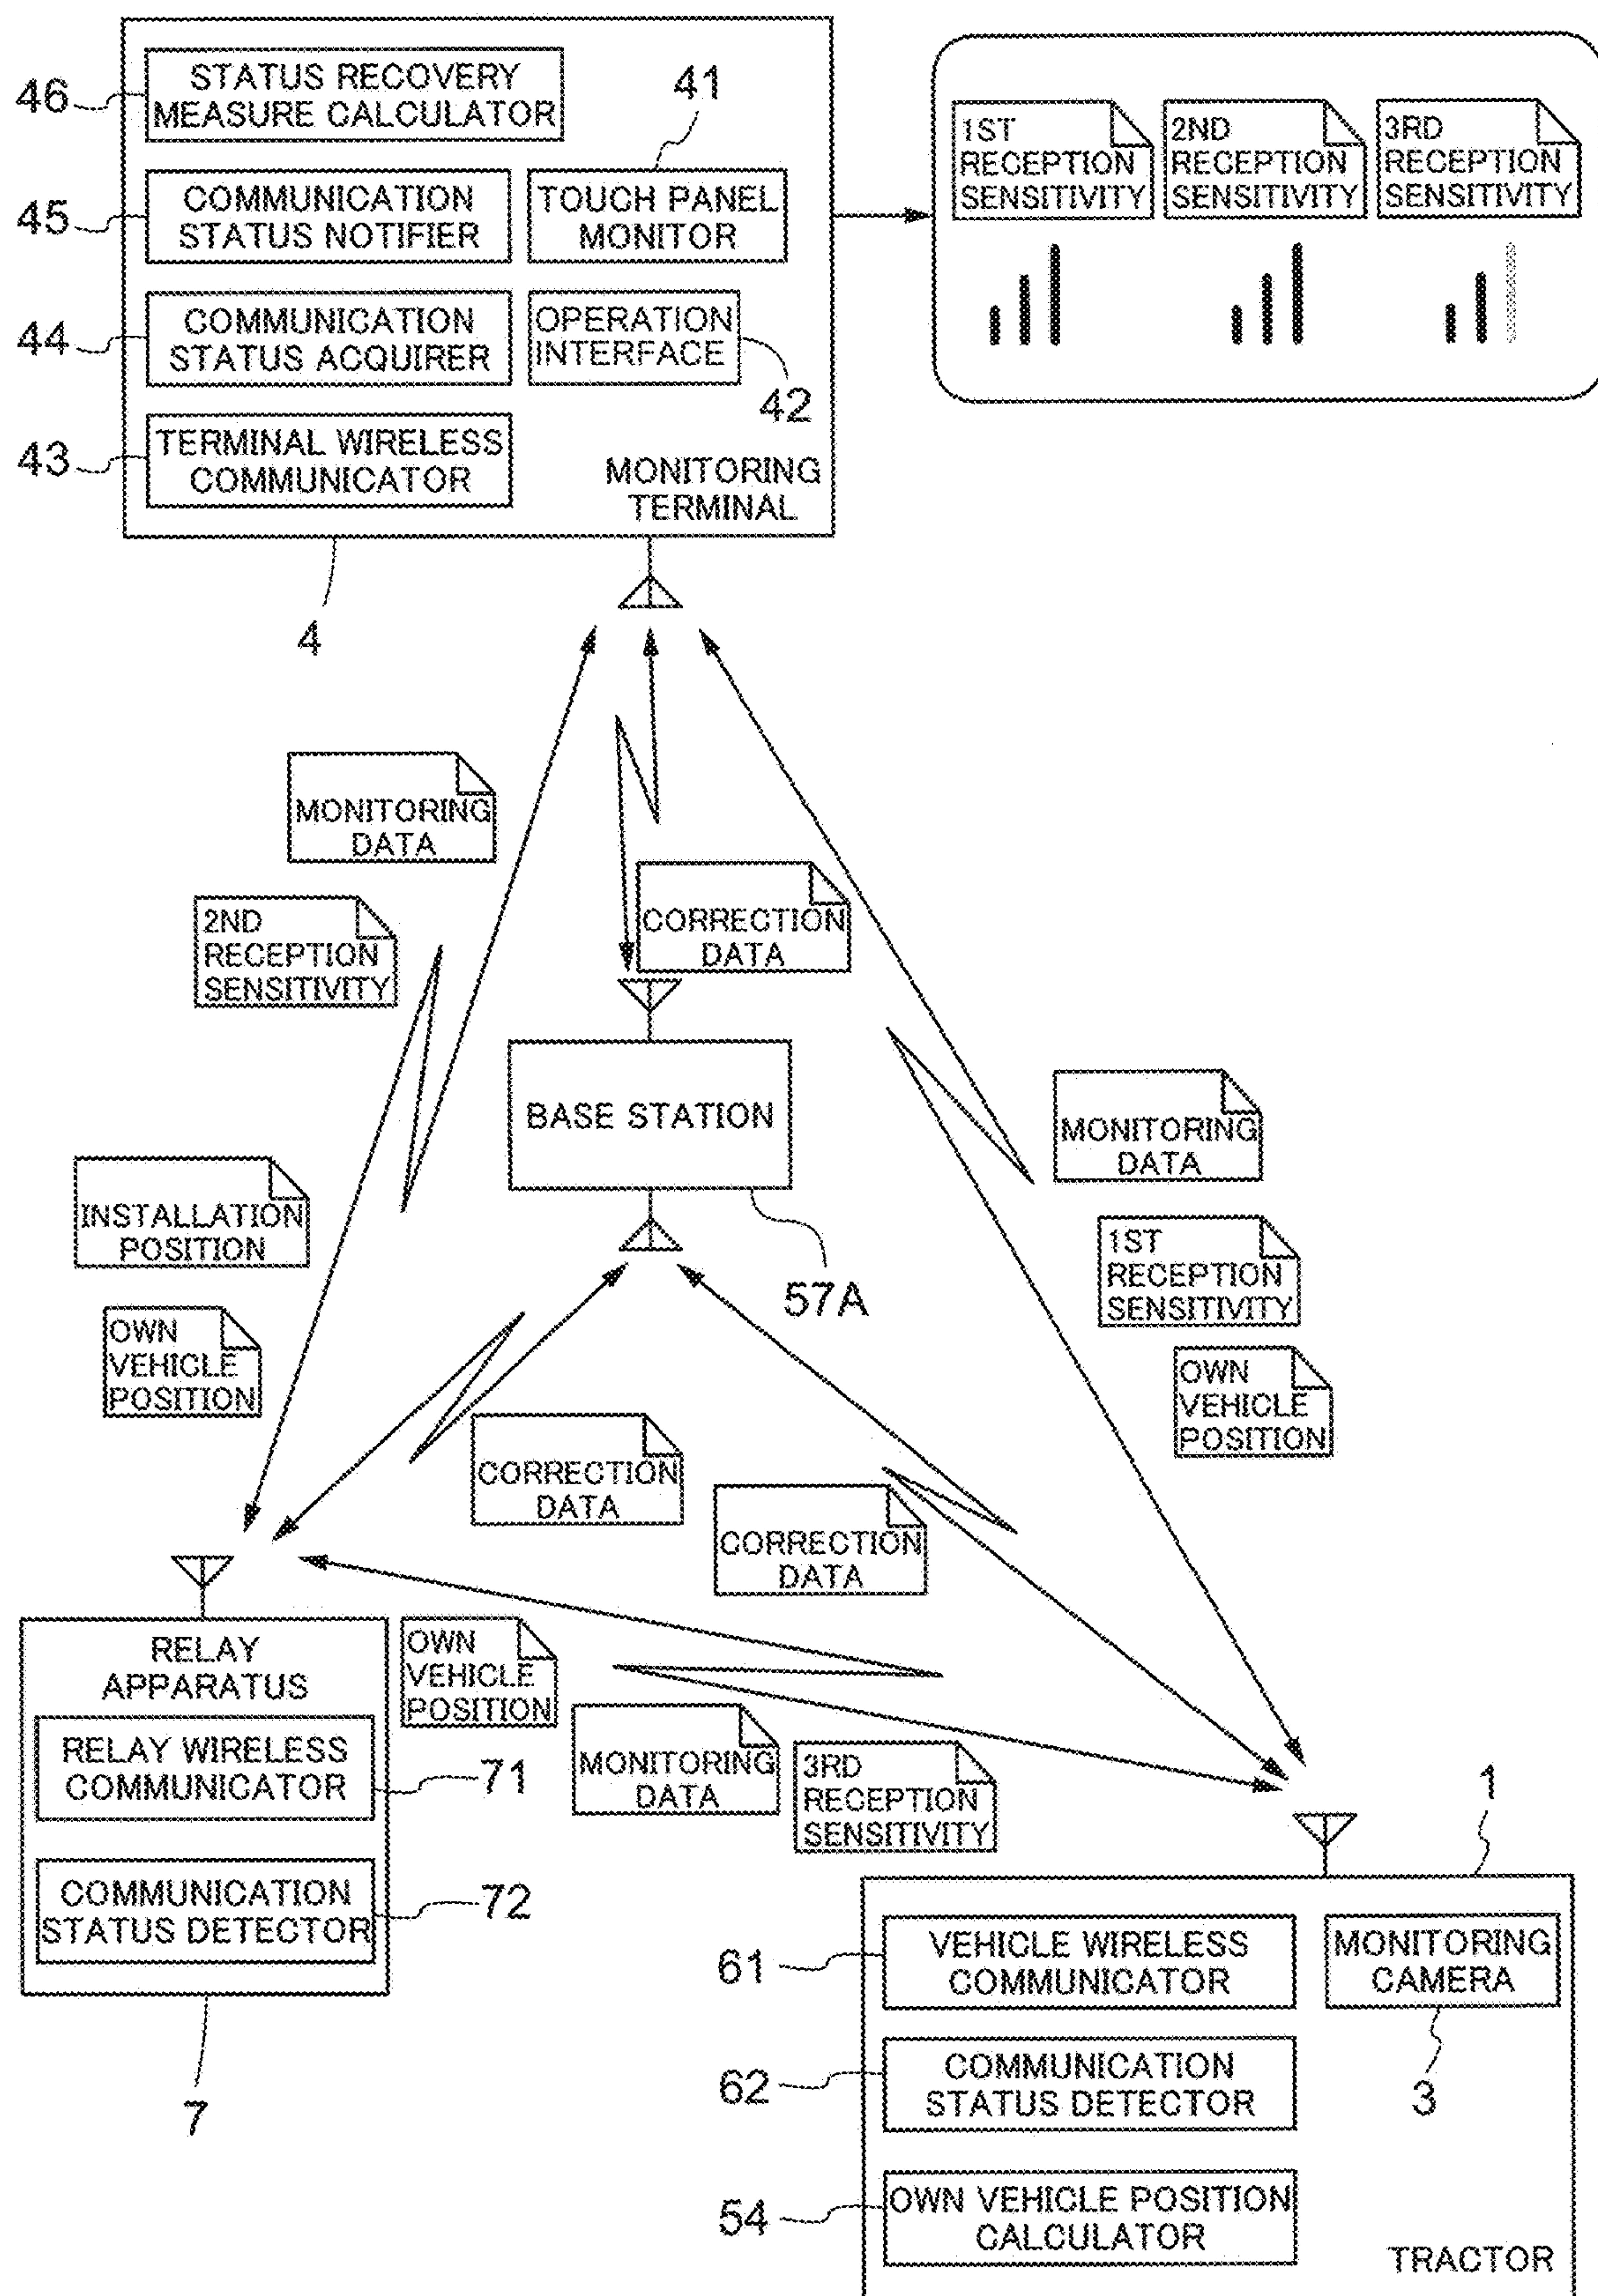 46
STATUS RECOVERY
MEASURE CALCULATOR
41
45
COMMUNICATION
STATUS NOTIFIER
TOUCH PANEL
MONITOR
44
COMMUNICATION
STATUS ACQUIRER
OPERATION
INTERFACE
42
43
TERMINAL WIRELESS
COMMUNICATOR
MONITORING
TERMINAL
4
1ST
RECEPTION
SENSITIVITY
2ND
RECEPTION
SENSITIVITY
3RD
RECEPTION
SENSITIVITY
MONITORING
DATA
2ND
RECEPTION
SENSITIVITY
CORRECTION
DATA
BASE STATION
57A
MONITORING
DATA
INSTALLATION
POSITION
1ST
RECEPTION
SENSITIVITY
OWN
VEHICLE
POSITION
OWN
VEHICLE
POSITION
CORRECTION
DATA
CORRECTION
DATA
RELAY
APPARATUS
RELAY WIRELESS
COMMUNICATOR
71
COMMUNICATION
STATUS DETECTOR
72
7
OWN
VEHICLE
POSITION
MONITORING
DATA
3RD
RECEPTION
SENSITIVITY
1
61
VEHICLE WIRELESS
COMMUNICATOR
MONITORING
CAMERA
3
62
COMMUNICATION
STATUS DETECTOR
54
OWN VEHICLE POSITION
CALCULATOR
TRACTOR